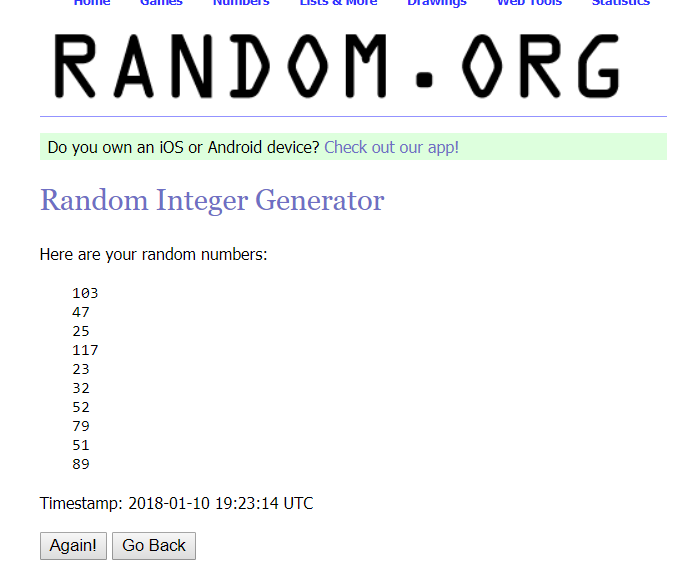 Home Games Numbers Lists & More Drawings Web Tools Statistics
RANDOM.ORG
Do you own an iOS or Android device? Check out our app!
Random Integer Generator
Here are your random numbers:
103
47
25
117
23
32
52
79
51
89
Timestamp: 2018-01-10 19:23:14 UTC
Again! Go Back